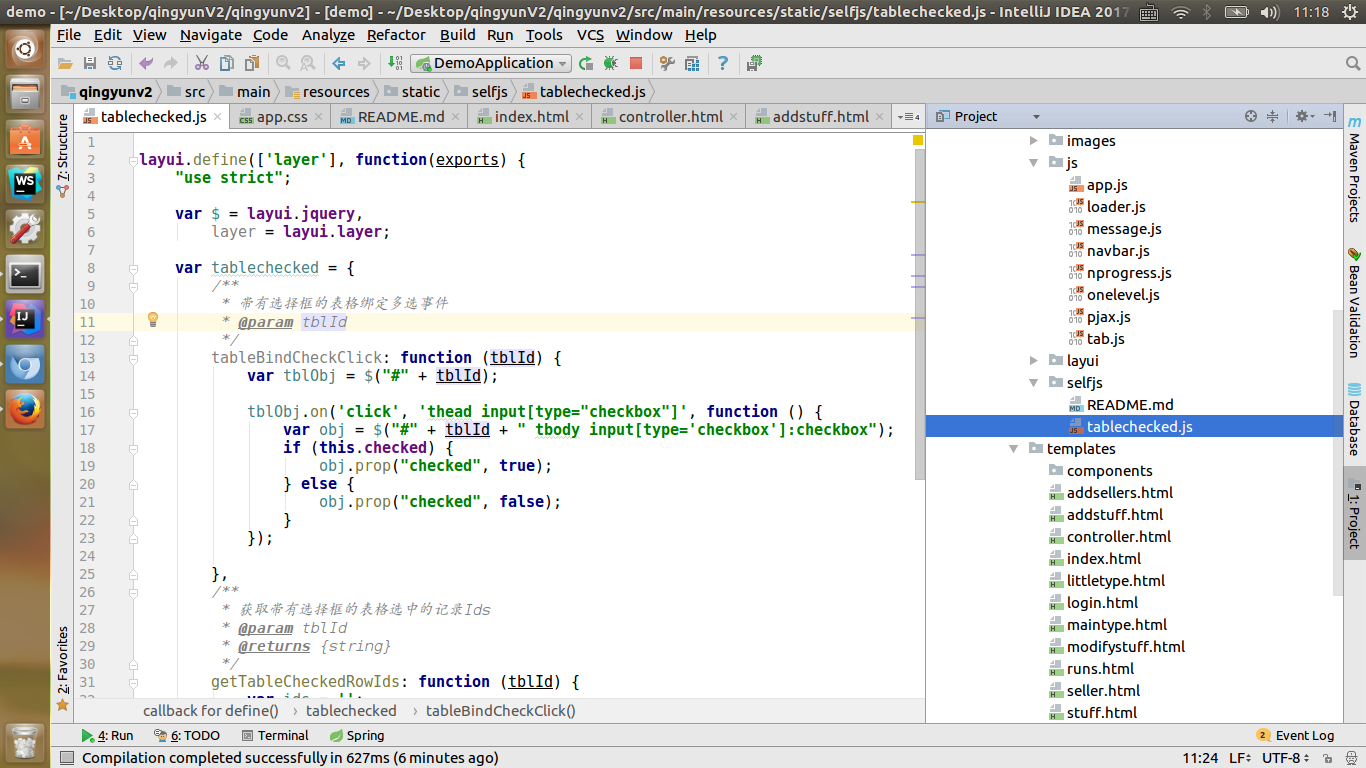 demo - [~/Desktop/qingyunV2/qingyunv2] - [demo] - ~/Desktop/qingyunV2/qingyunv2/src/main/resources/static/selfjs/tablechecked.js - IntelliJ IDEA 2017 11:18
File Edit View Navigate Code Analyze Refactor Build Run Tools VCS Window Help
DemoApplication
qingyunv2 src main resources static selfjs tablechecked.js
tablechecked.js app.css README.md index.html controller.html addstuff.html 4
Project
7: Structure
2: Favorites
1
2 layui.define(['layer'], function(exports) {
3 "use strict";
4
5 var $ = layui.jquery,
6 layer = layui.layer;
7
8 var tablechecked = {
9 /**
10 * 带有选择框的表格绑定多选事件
11 * @param tblId
12 */
13 tableBindCheckClick: function (tblId) {
14 var tblObj = $("#" + tblId);
15
16 tblObj.on('click', 'thead input[type="checkbox"]', function () {
17 var obj = $("#" + tblId + " tbody input[type='checkbox']:checkbox");
18 if (this.checked) {
19 obj.prop("checked", true);
20 } else {
21 obj.prop("checked", false);
22 }
23 });
24
25 },
26 /**
27 * 获取带有选择框的表格选中的记录Ids
28 * @param tblId
29 * @returns {string}
30 */
31 getTableCheckedRowIds: function (tblId) {
callback for define() › tablechecked › tableBindCheckClick()
images
js
app.js
loader.js
message.js
navbar.js
nprogress.js
onelevel.js
pjax.js
tab.js
layui
selfjs
README.md
tablechecked.js
templates
components
addsellers.html
addstuff.html
controller.html
index.html
littletype.html
login.html
maintype.html
modifystuff.html
runs.html
seller.html
stuff.html
Maven Projects
Bean Validation
Database
1: Project
4: Run 6: TODO Terminal Spring 2 Event Log
Compilation completed successfully in 627ms (6 minutes ago) 11:24 LF UTF-8